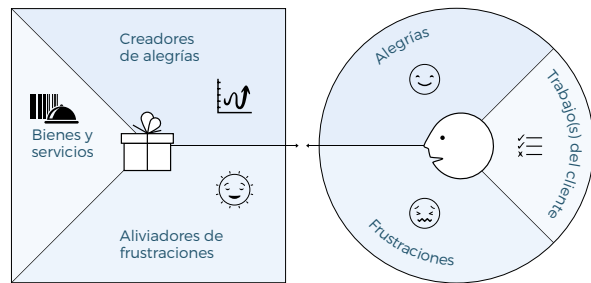 Creadores
de alegrías
Bienes y
servicios
Aliviadores de
frustraciones
Alegrías
Trabajo(s) del cliente
Frustraciones